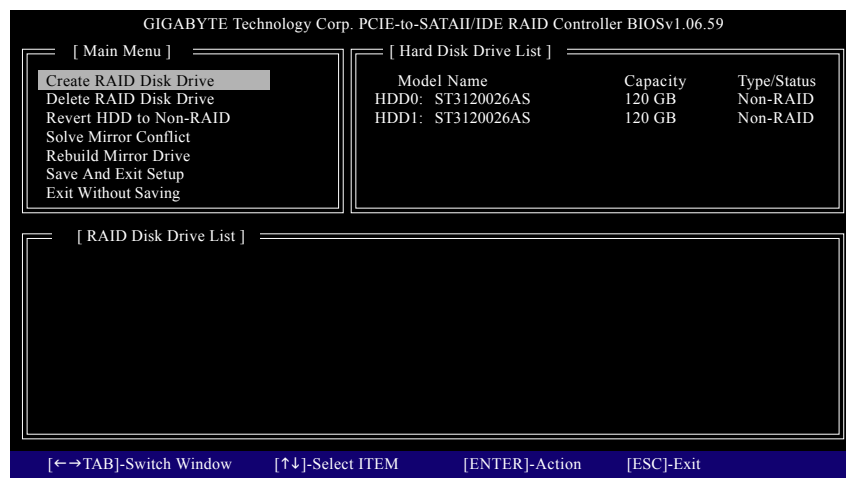 GIGABYTE Technology Corp. PCIE-to-SATAII/IDE RAID Controller BIOSv1.06.59
[ Main Menu ]
Create RAID Disk Drive
Delete RAID Disk Drive
Revert HDD to Non-RAID
Solve Mirror Conflict
Rebuild Mirror Drive
Save And Exit Setup
Exit Without Saving
[ Hard Disk Drive List ]
Model Name Capacity Type/Status
HDD0: ST3120026AS 120 GB Non-RAID
HDD1: ST3120026AS 120 GB Non-RAID
[ RAID Disk Drive List ]
[←→TAB]-Switch Window [↑↓]-Select ITEM [ENTER]-Action [ESC]-Exit